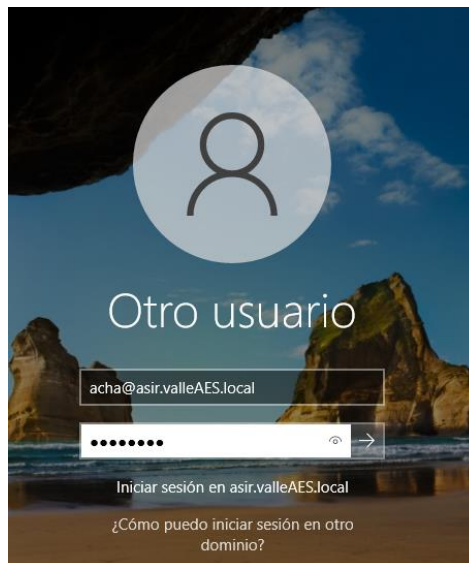 Otro usuario
acha@asir.valleAES.local
••••••••
Iniciar sesión en asir.valleAES.local
¿Cómo puedo iniciar sesión en otro
dominio?